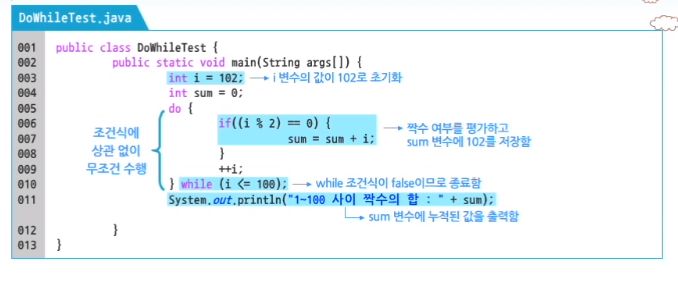 DoWhileTest.java
001 public class DoWhileTest {
002 public static void main(String args[]) {
003 int i = 102; i 변수의 값이 102로 초기화
004 int sum = 0;
005 do {
006 if((i % 2) == 0) { 짝수 여부를 평가하고
007 sum = sum + i; sum 변수에 102를 저장함
조건식에
상관 없이
무조건 수행
008 }
009 ++i;
010 } while (i <= 100); while 조건식이 false이므로 종료함
011 System.out.println("1~100 사이 짝수의 합 : " + sum);
sum 변수에 누적된 값을 출력함
012 }
013 }